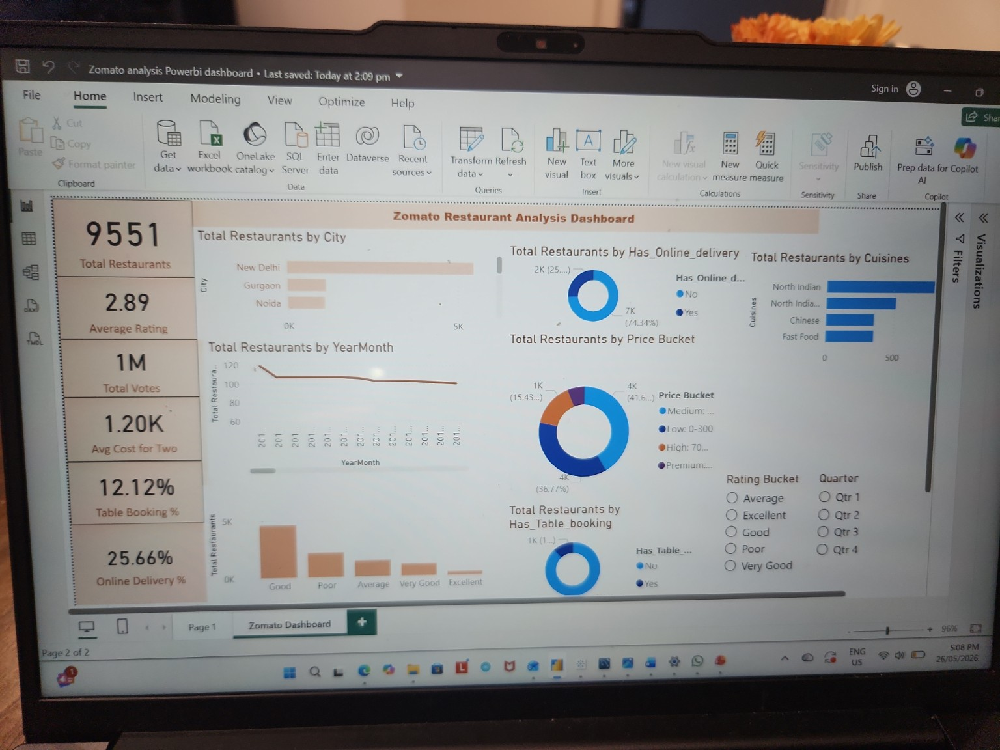 Zomato analysis Powerbi dashboard • Last saved: Today at 2:09 pm
Sign in
File Home Insert Modeling View Optimize Help
Shar
Paste
Cut
Copy
Format painter
Clipboard
Get data
Excel workbook
OneLake catalog
SQL Server
Enter data
Dataverse
Recent sources
Data
Transform data
Refresh
Queries
New visual
Text box
More visuals
Insert
New visual calculation
New measure
Quick measure
Calculations
Sensitivity
Sensitivity
Publish
Share
Prep data for AI
Copilot
Copilot
TMDL
Filters
Visualizations
Zomato Restaurant Analysis Dashboard
9551
Total Restaurants
2.89
Average Rating
1M
Total Votes
1.20K
Avg Cost for Two
12.12%
Table Booking %
25.66%
Online Delivery %
Total Restaurants by City
City
New Delhi
Gurgaon
Noida
0K 5K
Total Restaurants by YearMonth
Total Restaura...
120
100
80
60
201... 201... 201... 201... 201... 201... 201... 201... 201... 201... 201... 201... 201...
YearMonth
Total Restaurants
5K
0K
Good Poor Average Very Good Excellent
Total Restaurants by Has_Online_delivery
2K (25....)
7K
(74.34%)
Has_Online_d...
No
Yes
Total Restaurants by Cuisines
Cuisines
North Indian
North India...
Chinese
Fast Food
0 500
Total Restaurants by Price Bucket
1K
(15.43...)
4K
(41.6...)
4K
(36.77%)
Price Bucket
Medium: ...
Low: 0-300
High: 70...
Premium:...
Total Restaurants by
Has_Table_booking
1K (1...)
Has_Table_...
No
Yes
Rating Bucket
Average
Excellent
Good
Poor
Very Good
Quarter
Qtr 1
Qtr 2
Qtr 3
Qtr 4
Page 1
Zomato Dashboard
+
Page 2 of 2
- + 96%
1
L
ENG
US
5:08 PM
26/05/2026